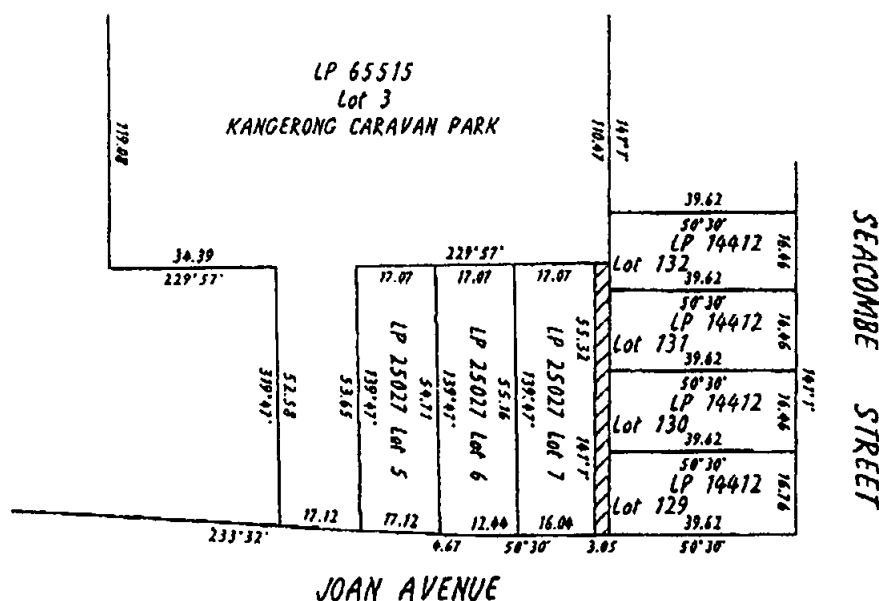 LP 65515
Lot 3
KANGERONG CARAVAN PARK
119.08
110.47
39.62
50°30'
LP 14412
Lot 132
16.46
39.62
34.39
229°57'
229°57'
17.07
17.07
17.07
50°30'
LP 14412
Lot 131
16.46
39.62
319°47'
52.58
53.65
139°47'
LP 25027 Lot 5
54.77
139°47'
LP 25027 Lot 6
55.16
139°47'
LP 25027 Lot 7
55.32
50°30'
LP 14412
Lot 130
16.46
39.62
50°30'
LP 14412
Lot 129
16.76
39.62
SEACOMBE STREET
17.12
17.12
12.44
16.04
233°32'
4.67
50°30'
3.05
50°30'
JOAN AVENUE